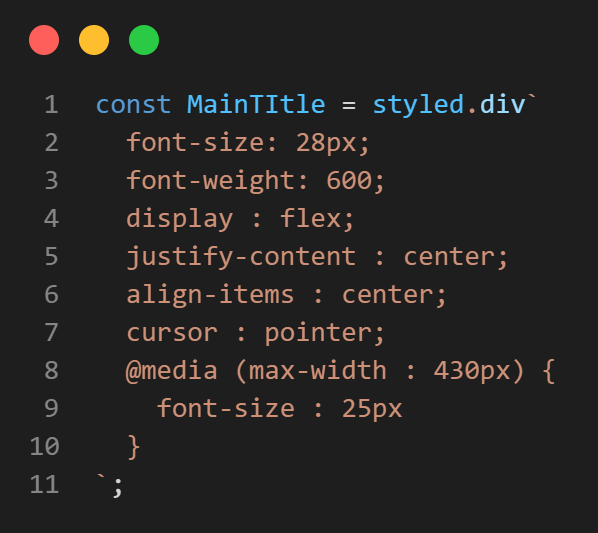 1 const MainTItle = styled.div`
2   font-size: 28px;
3   font-weight: 600;
4   display : flex;
5   justify-content : center;
6   align-items : center;
7   cursor : pointer;
8   @media (max-width : 430px) {
9     font-size : 25px
10   }
11 `;